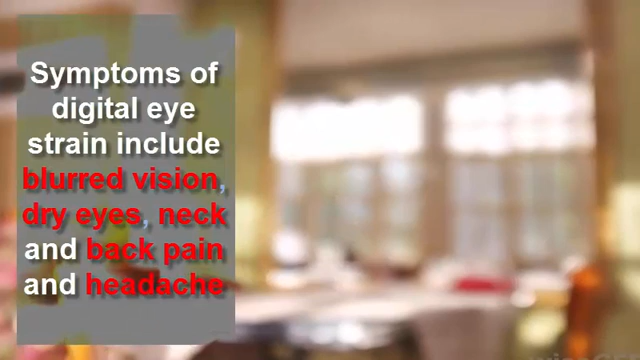 Symptoms of
digital eye
strain include
blurred vision,
dry eyes, neck
and back pain
and headache